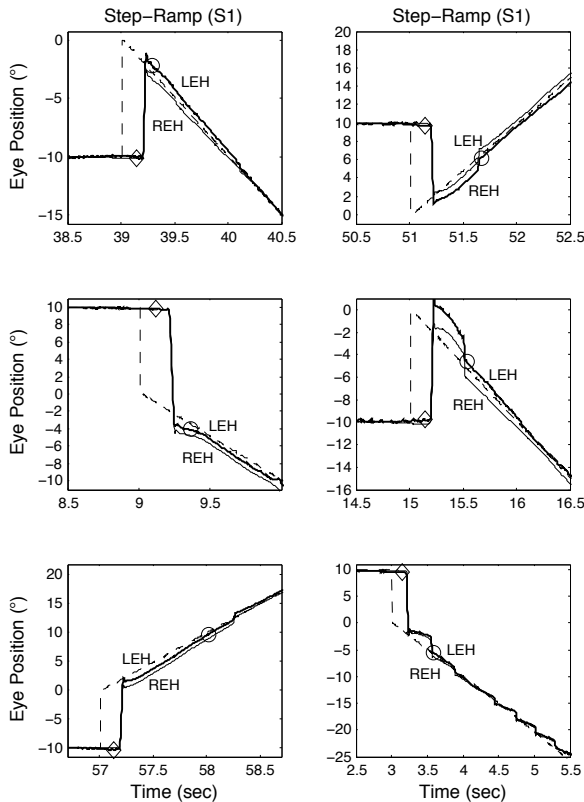 Step−Ramp (S1)
Step−Ramp (S1)
Eye Position (°)
0
−5
−10
−15
LEH
REH
38.5 39 39.5 40 40.5
20
18
16
14
12
10
8
6
4
2
0
LEH
REH
50.5 51 51.5 52 52.5
Eye Position (°)
10
8
6
4
2
0
−2
−4
−6
−8
−10
LEH
REH
8.5 9 9.5
0
−2
−4
−6
−8
−10
−12
−14
−16
LEH
REH
14.5 15 15.5 16 16.5
Eye Position (°)
20
15
10
5
0
−5
−10
LEH
REH
57 57.5 58 58.5
Time (sec)
10
5
0
−5
−10
−15
−20
−25
LEH
REH
2.5 3 3.5 4 4.5 5 5.5
Time (sec)